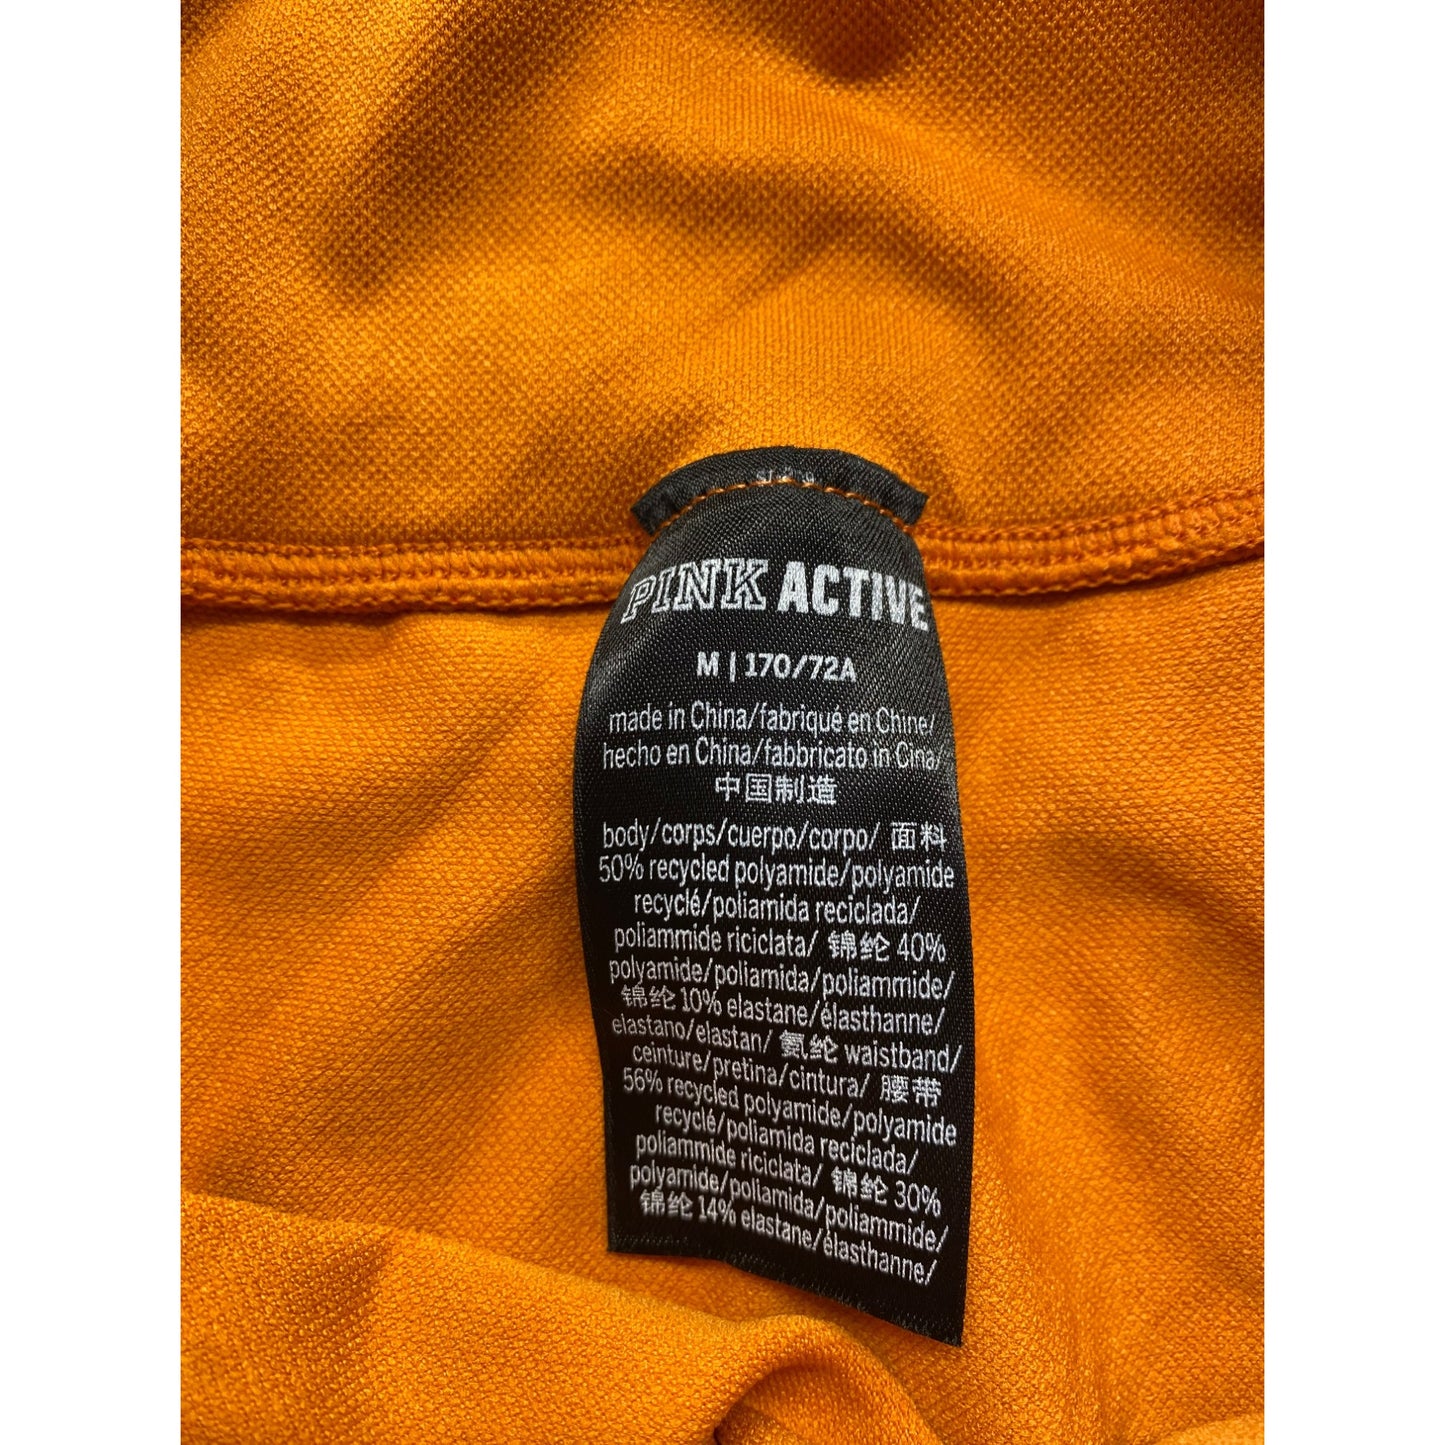 PINK ACTIVE
M | 170/72A
made in China/fabriqué en Chine/
hecho en China/fabbricato in Cina/
中国制造
body/corps/cuerpo/corpo/ 面料
50% recycled polyamide/polyamide
recyclé/poliamida reciclada/
poliammide riciclata/ 锦纶 40%
polyamide/poliamida/poliammide/
锦纶 10% elastane/élasthanne/
elastano/elastan/ 氨纶 waistband/
ceinture/pretina/cintura/ 腰带
56% recycled polyamide/polyamide
recyclé/poliamida reciclada/
poliammide riciclata/ 锦纶 30%
polyamide/poliamida/poliammide/
锦纶 14% elastane/élasthanne/